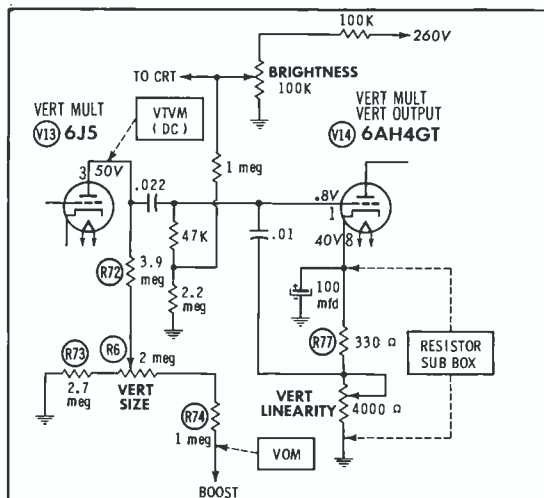 100K
260V
TO CRT
BRIGHTNESS
100K
VERT MULT
V13 6J5
VTVM
(DC)
VERT MULT
VERT OUTPUT
V14 6AH4GT
3
50V
1 meg
.022
.8V
1
47K
.01
40V
8
R72
3.9
meg
2.2
meg
100
mfd
R77
330 Ω
RESISTOR
SUB BOX
R73
2.7
meg
R6
2 meg
VERT
SIZE
VERT
LINEARITY
4000 Ω
R74
1 meg
VOM
BOOST